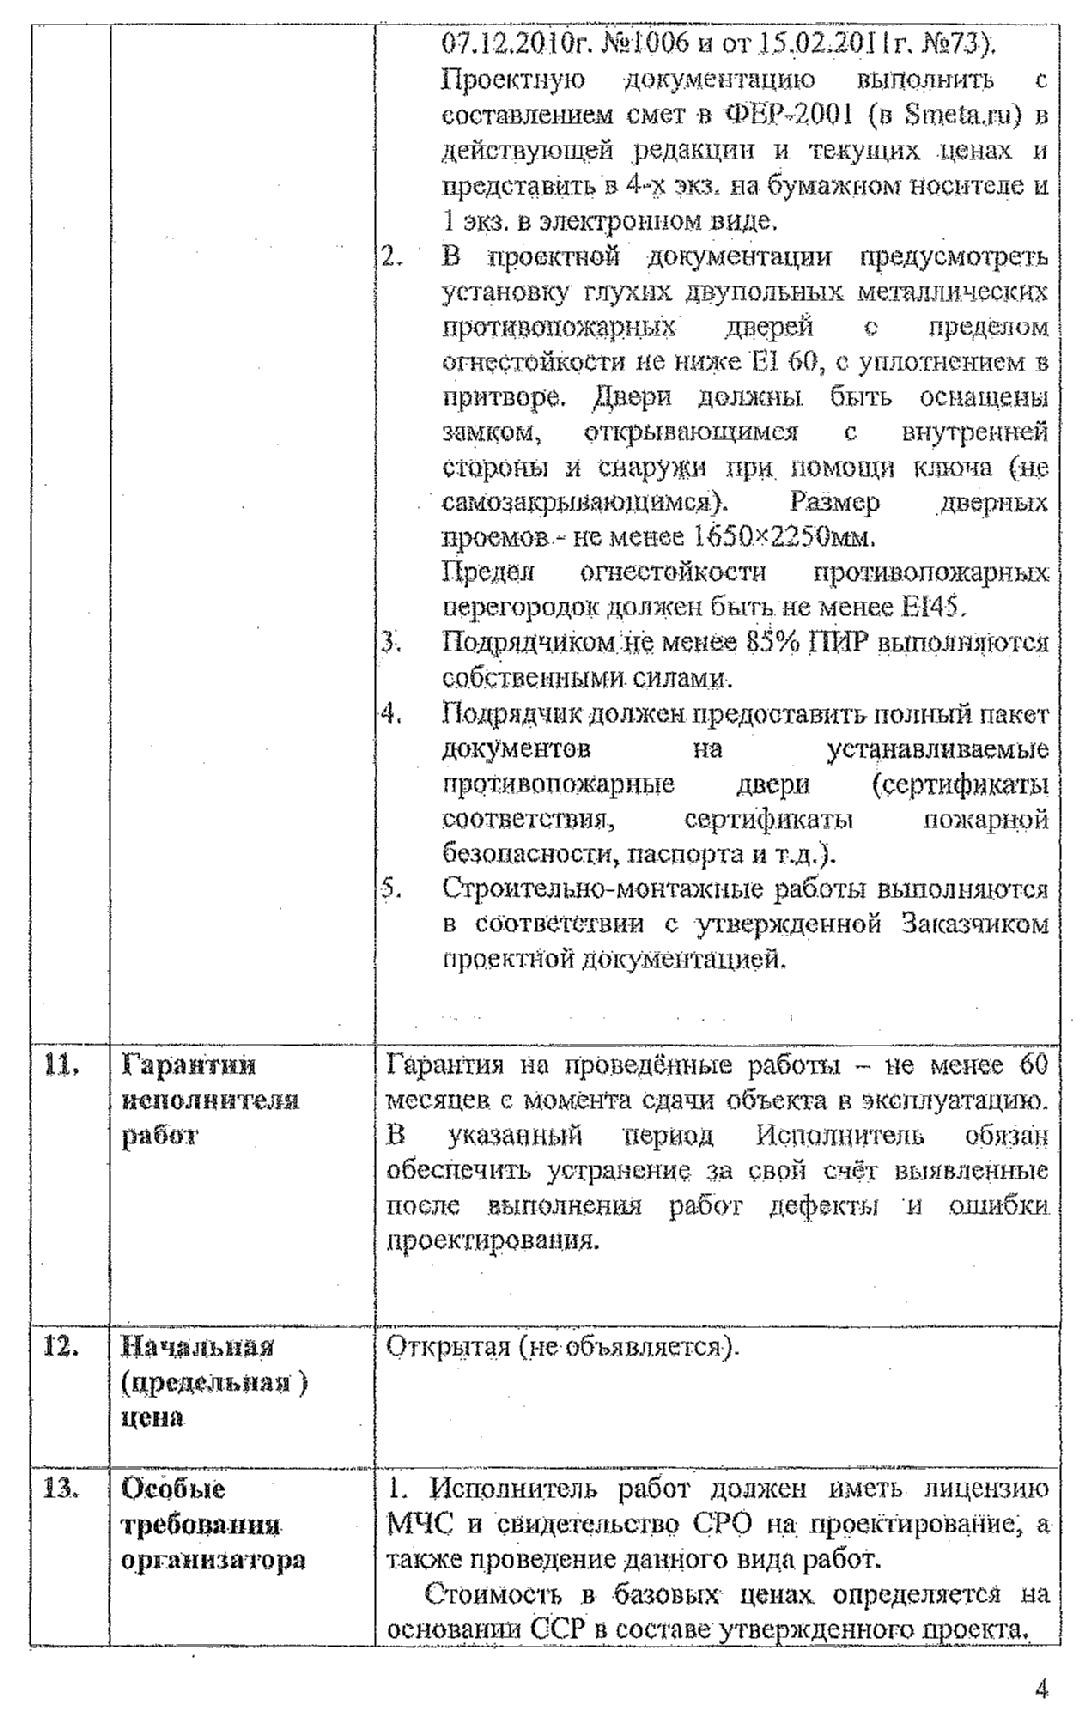 07.12.2010г. №1006 и от 15.02.2011г. №73).
Проектную документацию выполнить с
составлением смет в ФЕР-2001 (в Smeta.ru) в
действующей редакции и текущих ценах и
представить в 4-х экз. на бумажном носителе и
1 экз. в электронном виде.
2. В проектной документации предусмотреть
установку глухих двупольных металлических
противопожарных дверей с пределом
огнестойкости не ниже EI 60, с уплотнением в
притворе. Двери должны быть оснащены
замком, открывающимся с внутренней
стороны и снаружи при помощи ключа (не
самозакрывающимся). Размер дверных
проемов - не менее 1650×2250мм.
Предел огнестойкости противопожарных
перегородок должен быть не менее EI45.
3. Подрядчиком не менее 85% ПИР выполняются
собственными силами.
4. Подрядчик должен предоставить полный пакет
документов на устанавливаемые
противопожарные двери (сертификаты
соответствия, сертификаты пожарной
безопасности, паспорта и т.д.).
5. Строительно-монтажные работы выполняются
в соответствии с утвержденной Заказчиком
проектной документацией.
11. Гарантии
исполнителя
работ
Гарантия на проведённые работы – не менее 60
месяцев с момента сдачи объекта в эксплуатацию.
В указанный период Исполнитель обязан
обеспечить устранение за свой счёт выявленные
после выполнения работ дефекты и ошибки
проектирования.
12. Начальная
(предельная )
цена
Открытая (не объявляется).
13. Особые
требования
организатора
1. Исполнитель работ должен иметь лицензию
МЧС и свидетельство СРО на проектирование, а
также проведение данного вида работ.
Стоимость в базовых ценах определяется на
основании ССР в составе утвержденного проекта.
4